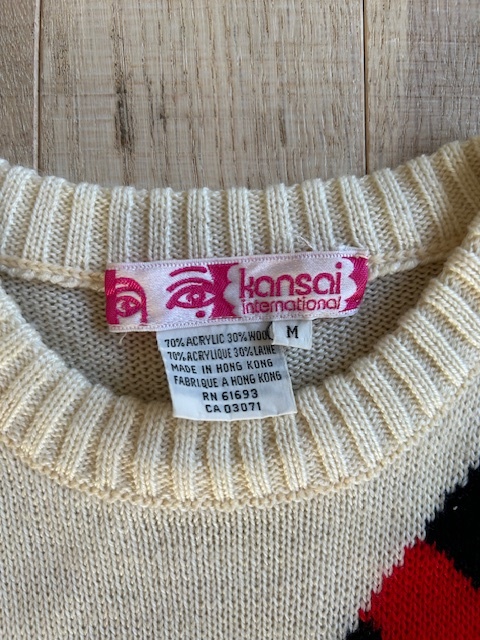 kansai
international
M
70% ACRYLIC 30% WOOL
70% ACRYLIQUE 30% LAINE
MADE IN HONG KONG
FABRIQUE A HONG KONG
RN 61693
CA 03071